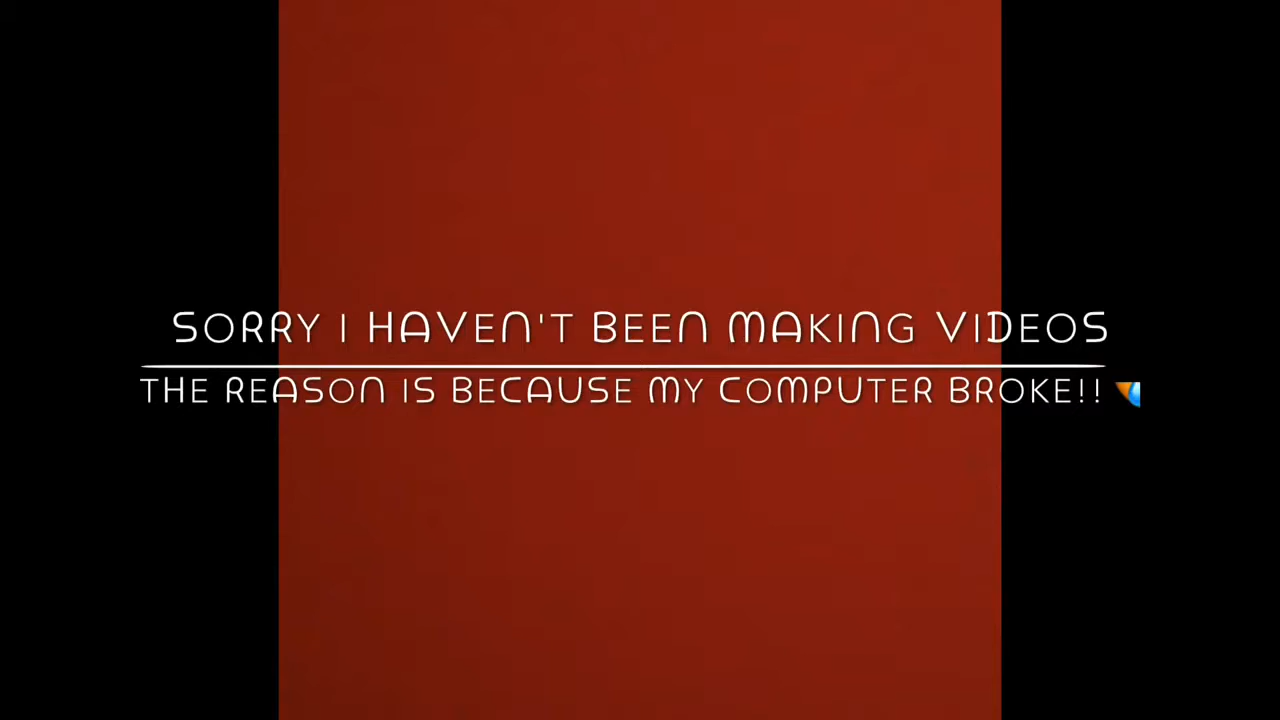 SORRY I HAVEN'T BEEN MAKING VIDEOS
THE REASON IS BECAUSE MY COMPUTER BROKE!!